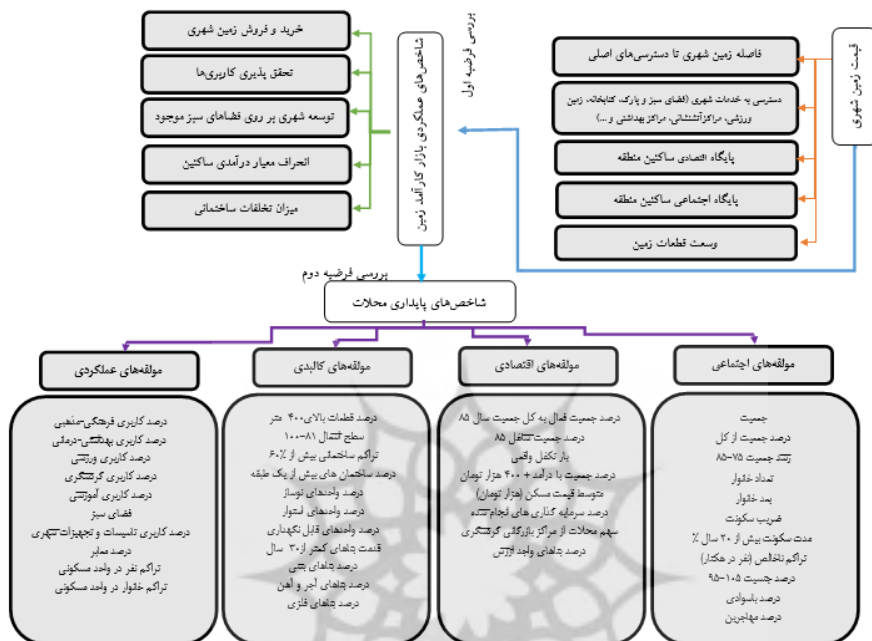 قیمت زمین شهری
فاصله زمین شهری تا دسترسی‌های اصلی
دسترسی به خدمات شهری (فضای سبز و پارک، کتابخانه، زمین
ورزشی، مراکز آتشنشانی، مراکز بهداشتی و ...)
پایگاه اقتصادی ساکنین منطقه
پایگاه اجتماعی ساکنین منطقه
وسعت قطعات زمین
بررسی فرضیه اول
شاخص‌های عملکردی بازار کارآمد زمین
خرید و فروش زمین شهری
تحقق پذیری کاربری‌ها
توسعه شهری بر روی فضاهای سبز موجود
انحراف معیار درآمدی ساکنین
میزان تخلفات ساختمانی
بررسی فرضیه دوم
شاخص‌های پایداری محلات
مولفه‌های اجتماعی
جمعیت
درصد جمعیت از کل
رشد جمعیت ۷۵-۸۵
تعداد خانوار
بعد خانوار
ضریب سکونت
مدت سکونت بیش از ۲۰ سال %
تراکم ناخالص (نفر در هکتار)
درصد جنسیت ۱۰۵-۹۵
درصد باسوادی
درصد مهاجرین
مولفه‌های اقتصادی
درصد جمعیت فعال به کل جمعیت سال ۸۵
درصد جمعیت شاغل ۸۵
بار تکفل واقعی
درصد جمعیت با درآمد + ۴۰۰ هزار تومان
متوسط قیمت مسکن (هزار تومان)
درصد سرمایه گذاری های انجام شده
سهم محلات از مراکز بازرگانی گردشگری
درصد بناهای واجد ارزش
مولفه‌های کالبدی
درصد قطعات بالای ۴۰۰ متر
سطح اشغال ۸۱-۱۰۰
تراکم ساختمانی بیش از ۶۰٪
درصد ساختمان های بیش از یک طبقه
درصد واحدهای نوساز
درصد واحدهای استوار
درصد واحدهای قابل نگهداری
قدمت بناهای کمتر از ۳۰ سال
درصد بناهای بتنی
درصد بناهای آجر و آهن
درصد بناهای فلزی
مولفه‌های عملکردی
درصد کاربری فرهنگی-مذهبی
درصد کاربری بهداشتی-درمانی
درصد کاربری ورزشی
درصد کاربری گردشگری
درصد کاربری آموزشی
فضای سبز
درصد کاربری تاسیسات و تجهیزات شهری
درصد معابر
تراکم نفر در واحد مسکونی
تراکم خانوار در واحد مسکونی